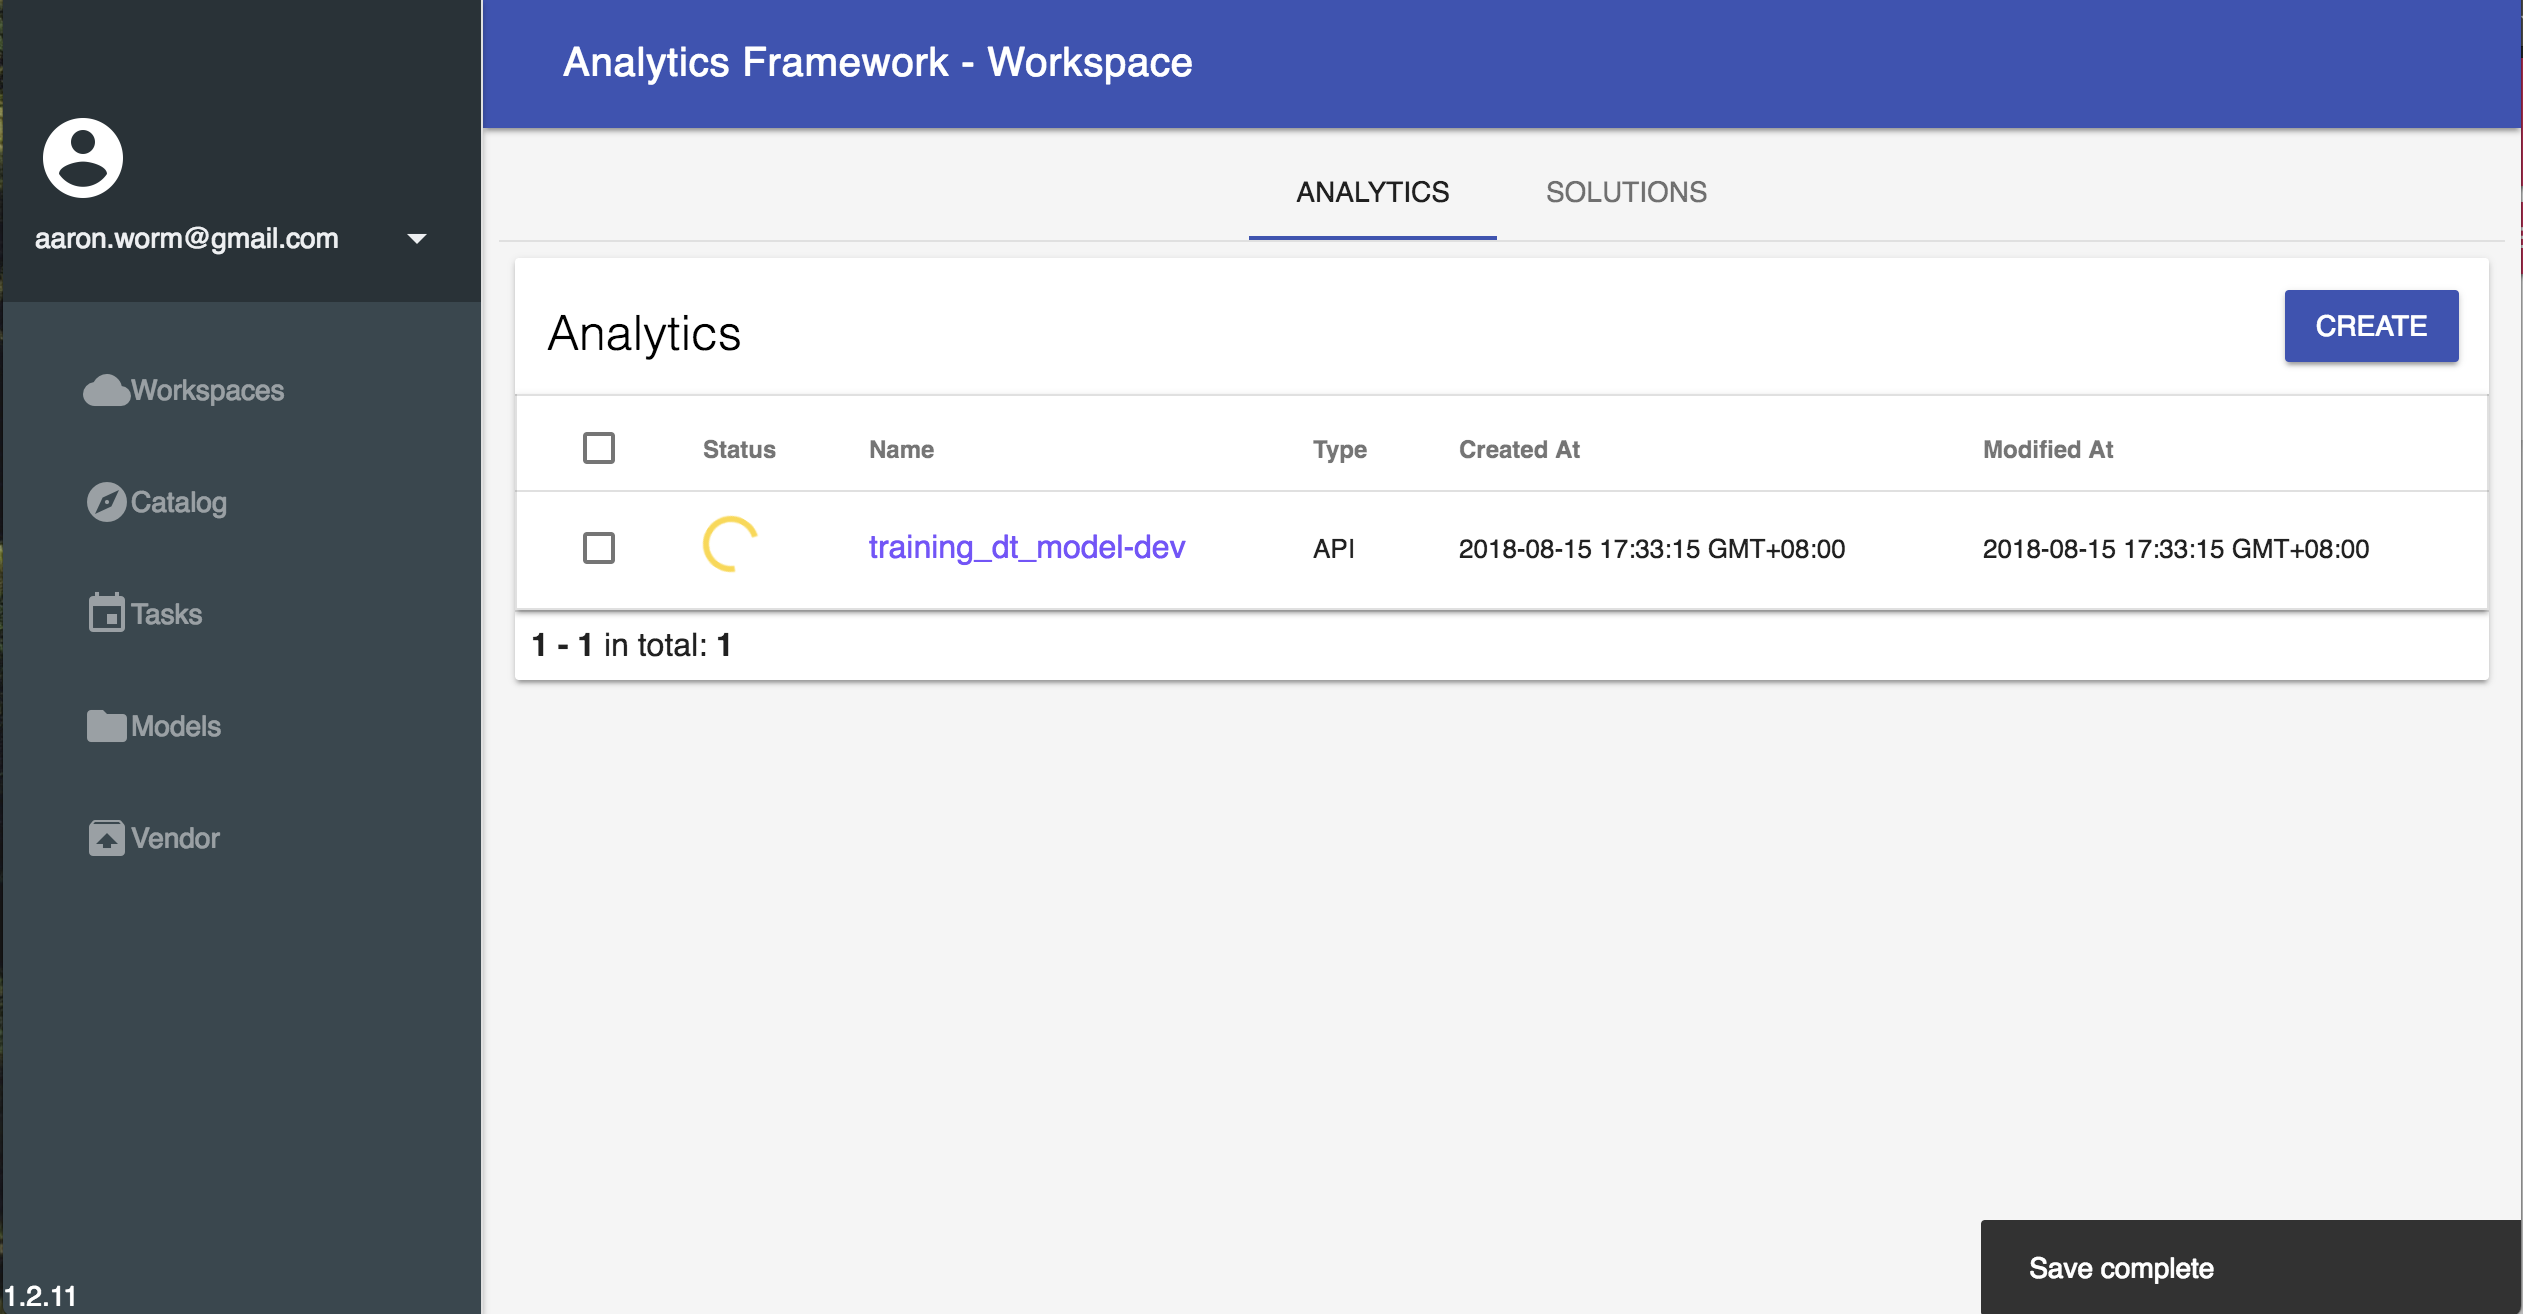 Analytics Framework - Workspace
aaron.worm@gmail.com
Workspaces
Catalog
Tasks
Models
Vendor
1.2.11
ANALYTICS SOLUTIONS
Analytics CREATE
Status Name Type Created At Modified At
training_dt_model-dev API 2018-08-15 17:33:15 GMT+08:00 2018-08-15 17:33:15 GMT+08:00
1 - 1 in total: 1
Save complete